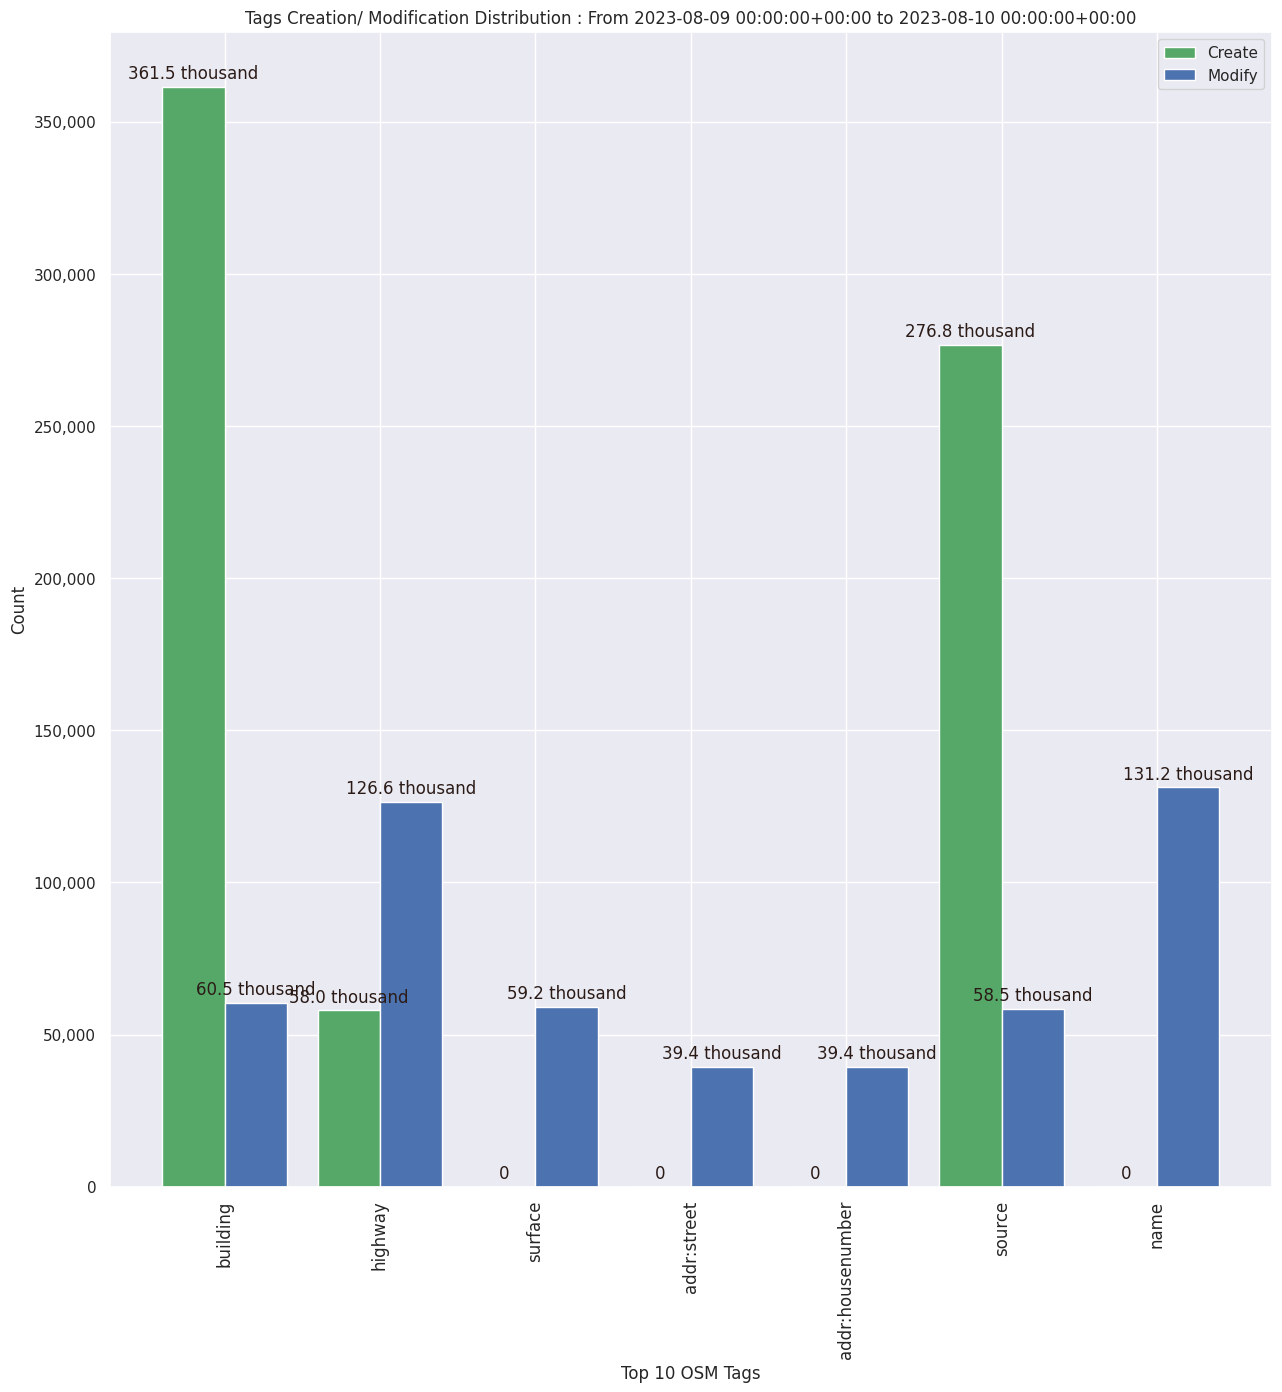 Tags Creation/ Modification Distribution : From 2023-08-09 00:00:00+00:00 to 2023-08-10 00:00:00+00:00
Create
Modify
361.5 thousand
350,000
300,000
276.8 thousand
250,000
200,000
150,000
131.2 thousand
126.6 thousand
100,000
60.5 thousand
58.0 thousand
59.2 thousand
58.5 thousand
50,000
39.4 thousand
39.4 thousand
0
0
0
0
0
Count
building
highway
surface
addr:street
addr:housenumber
source
name
Top 10 OSM Tags